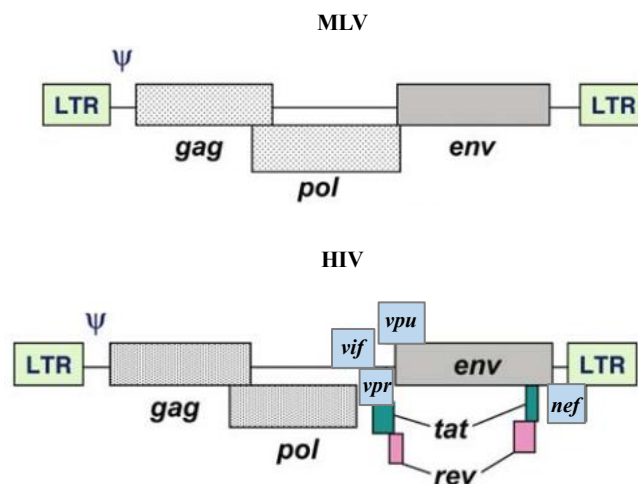 MLV
Ψ
LTR
LTR
gag
env
pol
HIV
Ψ
vpu
vif
LTR
env
LTR
vpr
nef
gag
tat
pol
rev